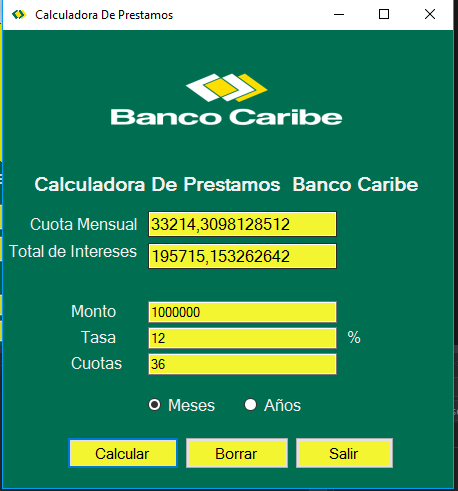 Calculadora De Prestamos
Banco Caribe
Calculadora De Prestamos Banco Caribe
Cuota Mensual 33214,3098128512
Total de Intereses 195715,153262642
Monto 1000000
Tasa 12 %
Cuotas 36
Meses Años
Calcular Borrar Salir